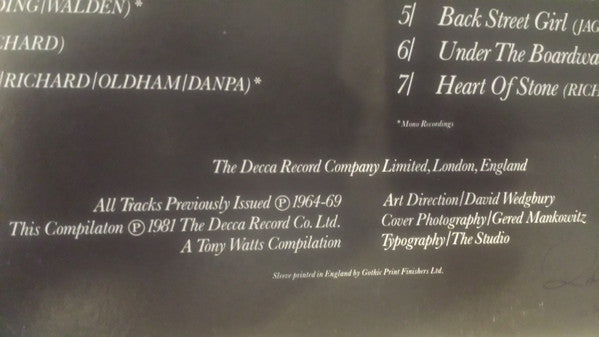 DING/WALDEN)*
CHARD)
/RICHARD/OLDHAM/DANPA)*
5/ Back Street Girl (JAG
6/ Under The Boardwa
7/ Heart Of Stone (RICH
*Mono Recordings
The Decca Record Company Limited, London, England
All Tracks Previously Issued Ⓟ 1964-69
This Compilaton Ⓟ 1981 The Decca Record Co. Ltd.
A Tony Watts Compilation
Art Direction/David Wedgbury
Cover Photography/Gered Mankowitz
Typography/The Studio
Sleeve printed in England by Gothic Print Finishers Ltd.